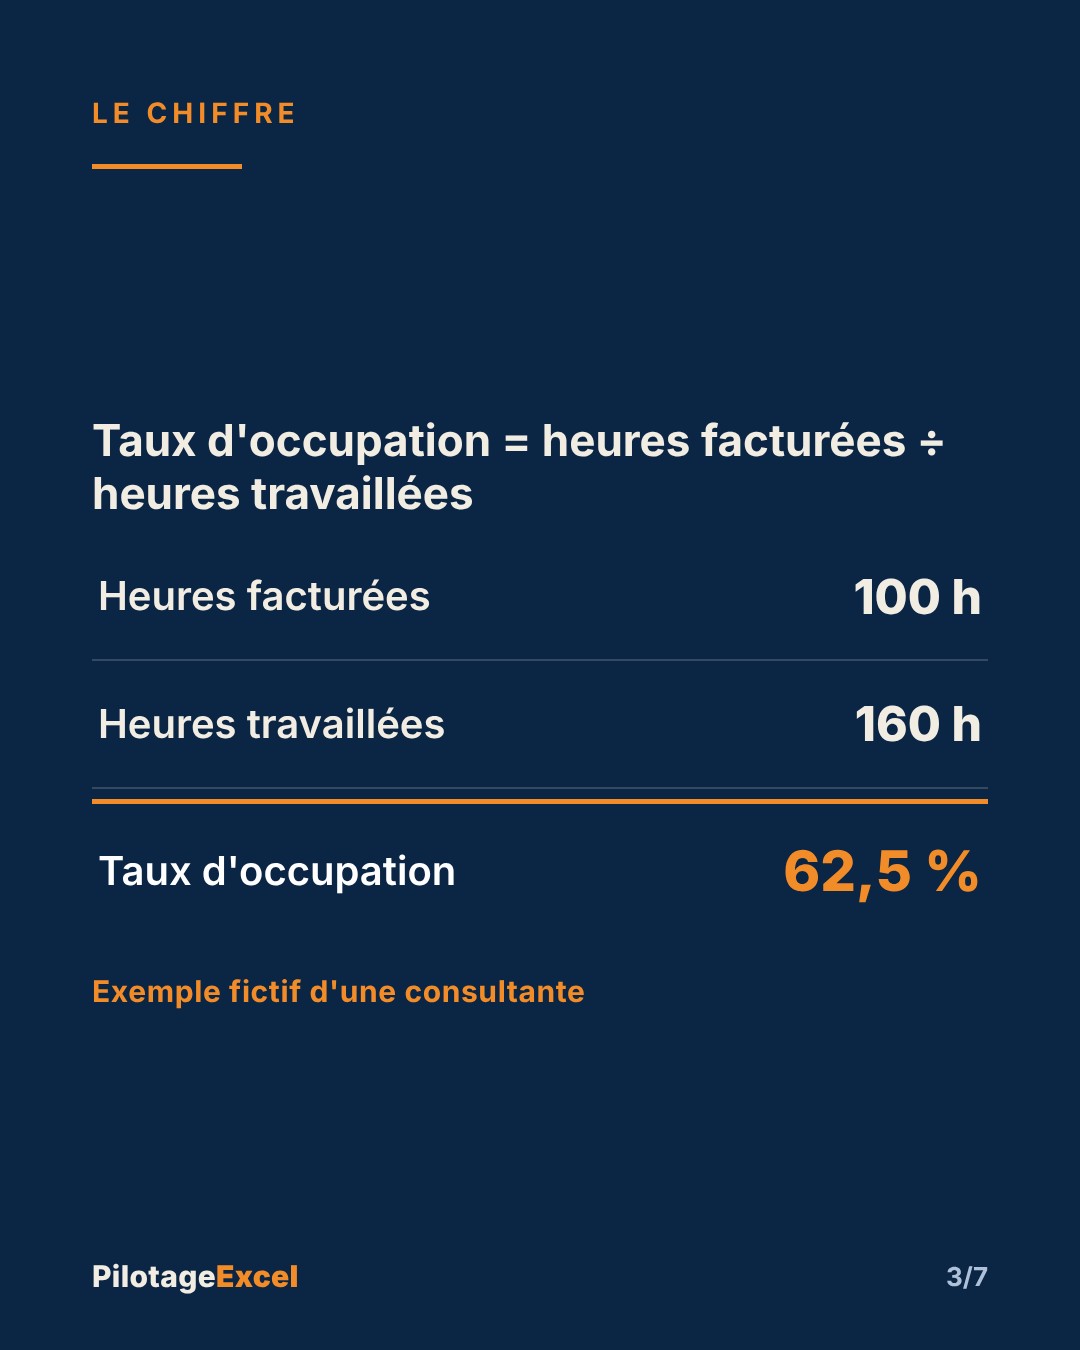 LE CHIFFRE
Taux d'occupation = heures facturées ÷
heures travaillées
Heures facturées 100 h
Heures travaillées 160 h
Taux d'occupation 62,5 %
Exemple fictif d'une consultante
PilotageExcel 3/7